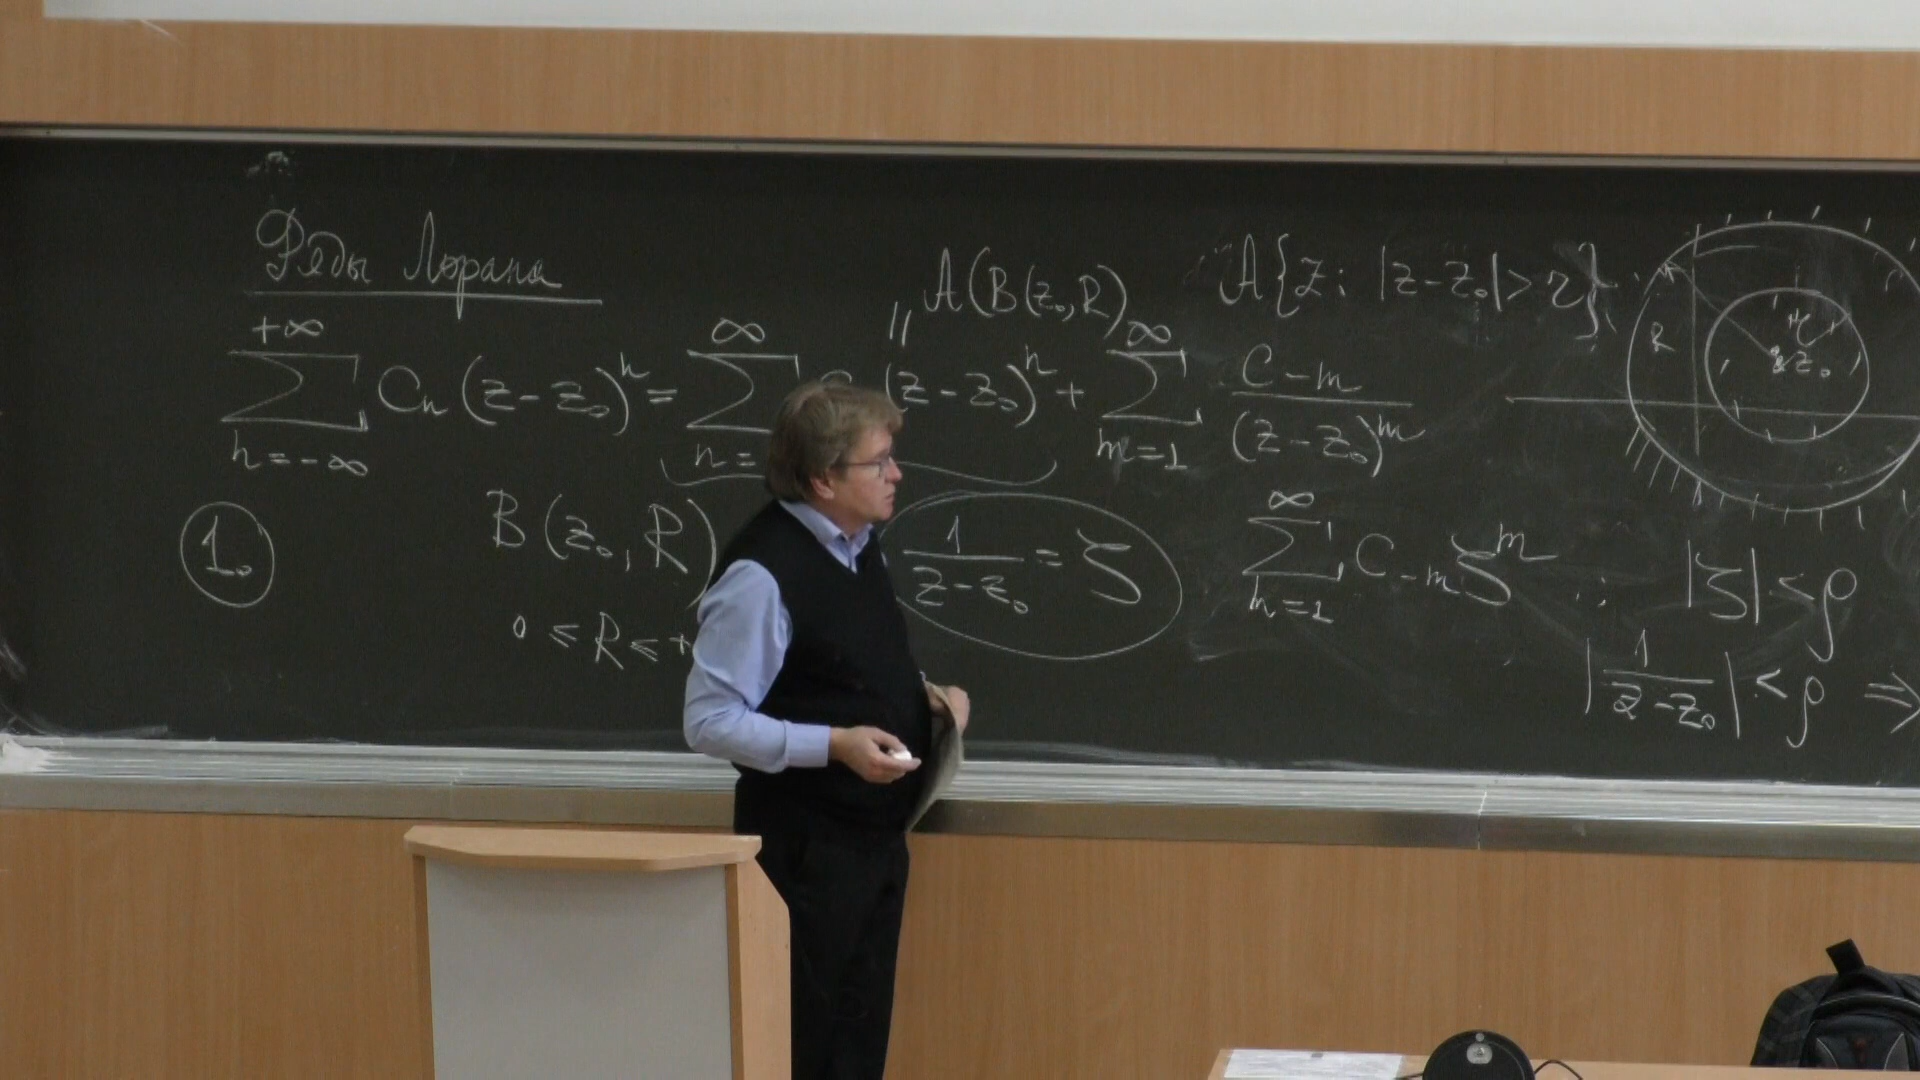 Ряды Лорана
A(B(z₀,R)) A{z: |z-z₀|>r}
+∞ ∑ n=-∞ Cₙ(z-z₀)ⁿ = ∞ ∑ n= (z-z₀)ⁿ + ∞ ∑ m=1 C-m/(z-z₀)ᵐ
R r z₀
1. B(z₀,R) 1/(z-z₀) = ζ ∞ ∑ m=1 C-m ζᵐ : |ζ|<ρ
0 ≤ R ≤ + |1/(z-z₀)| < ρ ⇒